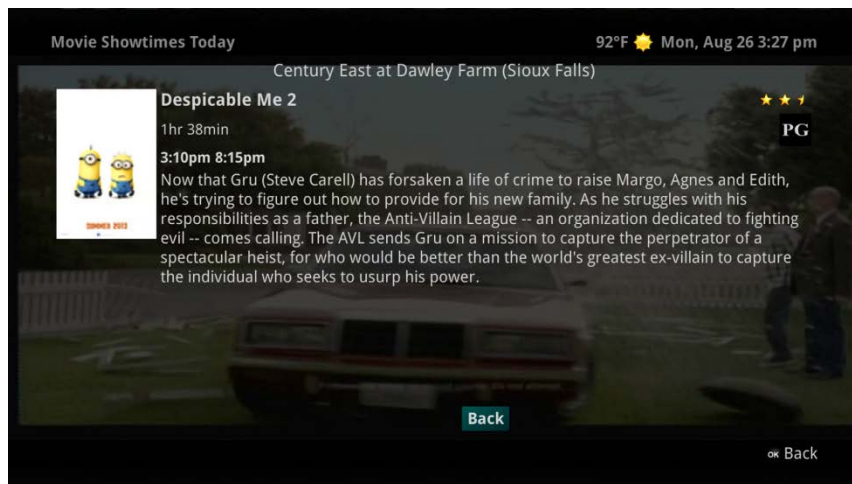 Movie Showtimes Today
92°F Mon, Aug 26 3:27 pm
Century East at Dawley Farm (Sioux Falls)
Despicable Me 2
1hr 38min
PG
3:10pm 8:15pm
Now that Gru (Steve Carell) has forsaken a life of crime to raise Margo, Agnes and Edith,
he's trying to figure out how to provide for his new family. As he struggles with his
responsibilities as a father, the Anti-Villain League -- an organization dedicated to fighting
evil -- comes calling. The AVL sends Gru on a mission to capture the perpetrator of a
spectacular heist, for who would be better than the world's greatest ex-villain to capture
the individual who seeks to usurp his power.
SUMMER 2013
Back
OK Back